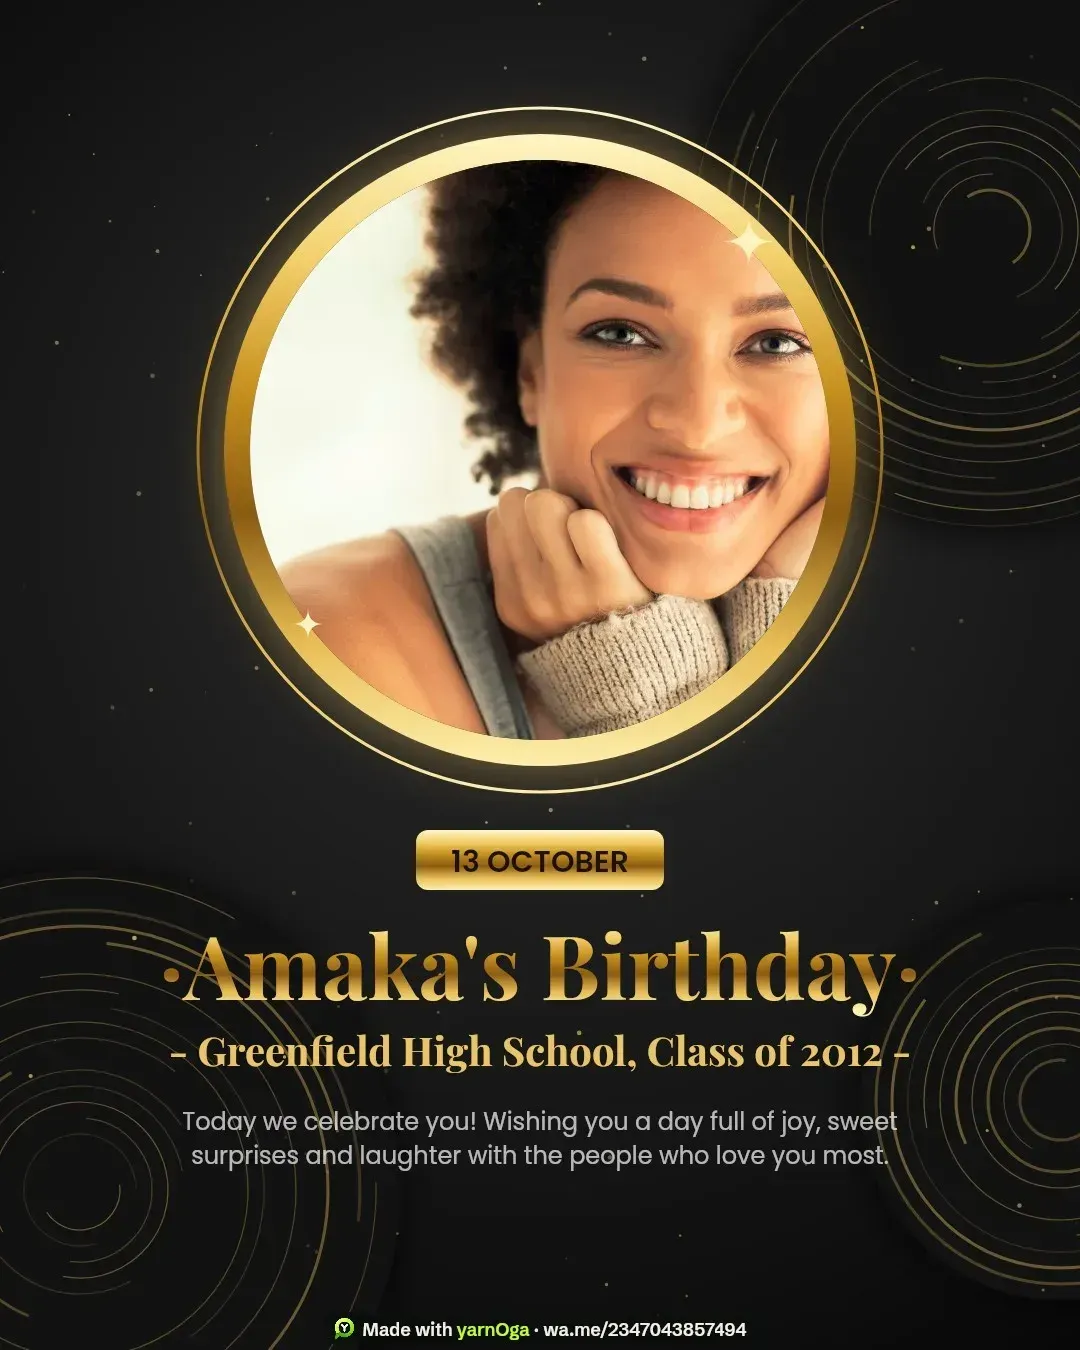 13 OCTOBER
·Amaka's Birthday·
- Greenfield High School, Class of 2012 -
Today we celebrate you! Wishing you a day full of joy, sweet
surprises and laughter with the people who love you most.
Y Made with yarnOga · wa.me/2347043857494